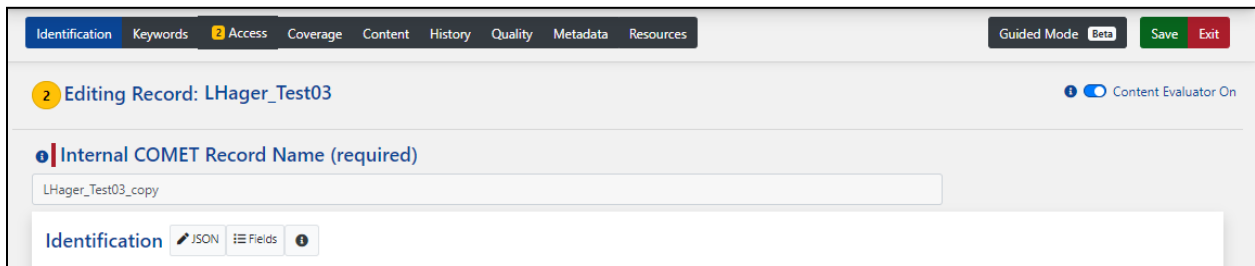 Identification Keywords 2 Access Coverage Content History Quality Metadata Resources Guided Mode Beta Save Exit
2 Editing Record: LHager_Test03 Content Evaluator On
Internal COMET Record Name (required)
LHager_Test03_copy
Identification JSON Fields